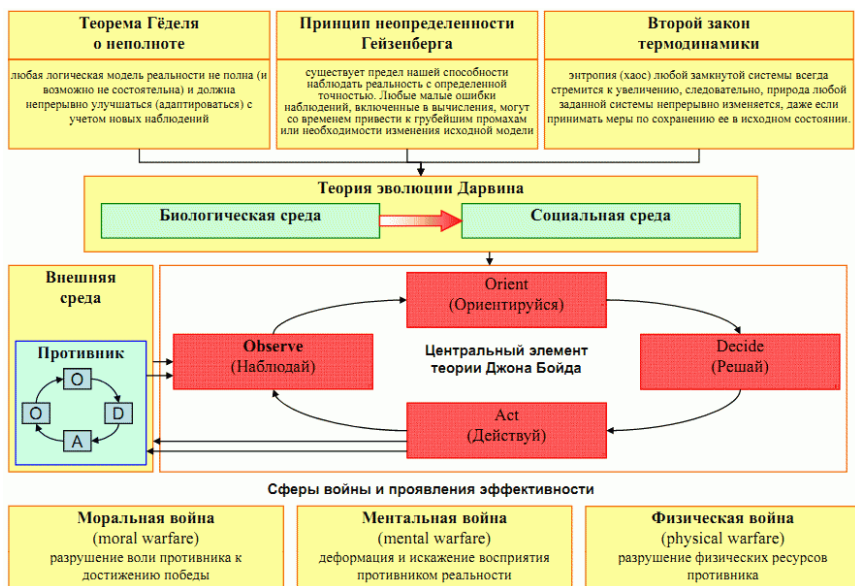 Теорема Гёделя
о неполноте
любая логическая модель реальности не полна (и
возможно не состоятельна) и должна
непрерывно улучшаться (адаптироваться) с
учетом новых наблюдений
Принцип неопределенности
Гейзенберга
существует предел нашей способности
наблюдать реальность с определенной
точностью. Любые малые ошибки
наблюдений, включенные в вычисления, могут
со временем привести к грубейшим промахам
или необходимости изменения исходной модели
Второй закон
термодинамики
энтропия (хаос) любой замкнутой системы всегда
стремится к увеличению, следовательно, природа любой
заданной системы непрерывно изменяется, даже если
принимать меры по сохранению ее в исходном состоянии.
Теория эволюции Дарвина
Биологическая среда
Социальная среда
Внешняя
среда
Противник
O
O
D
A
Observe
(Наблюдай)
Orient
(Ориентируйся)
Decide
(Решай)
Act
(Действуй)
Центральный элемент
теории Джона Бойда
Сферы войны и проявления эффективности
Моральная война
(moral warfare)
разрушение воли противника к
достижению победы
Ментальная война
(mental warfare)
деформация и искажение восприятия
противником реальности
Физическая война
(physical warfare)
разрушение физических ресурсов
противника